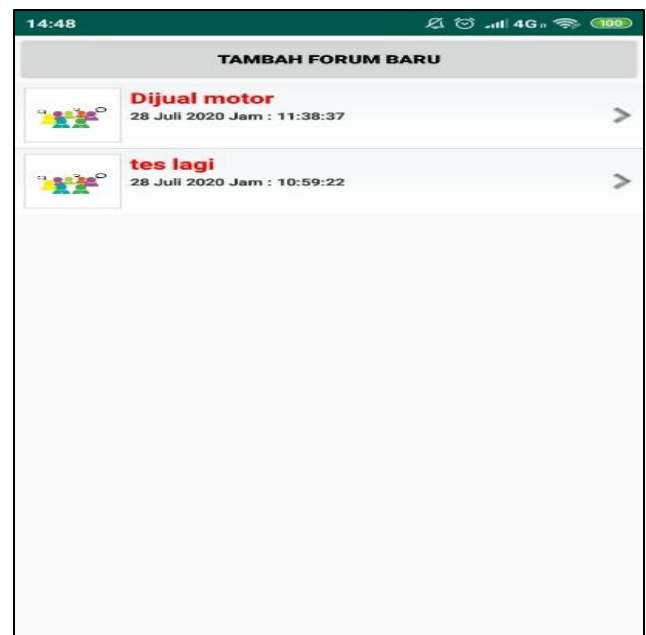 14:48 4G 100
TAMBAH FORUM BARU
Dijual motor
28 Juli 2020 Jam : 11:38:37
tes lagi
28 Juli 2020 Jam : 10:59:22